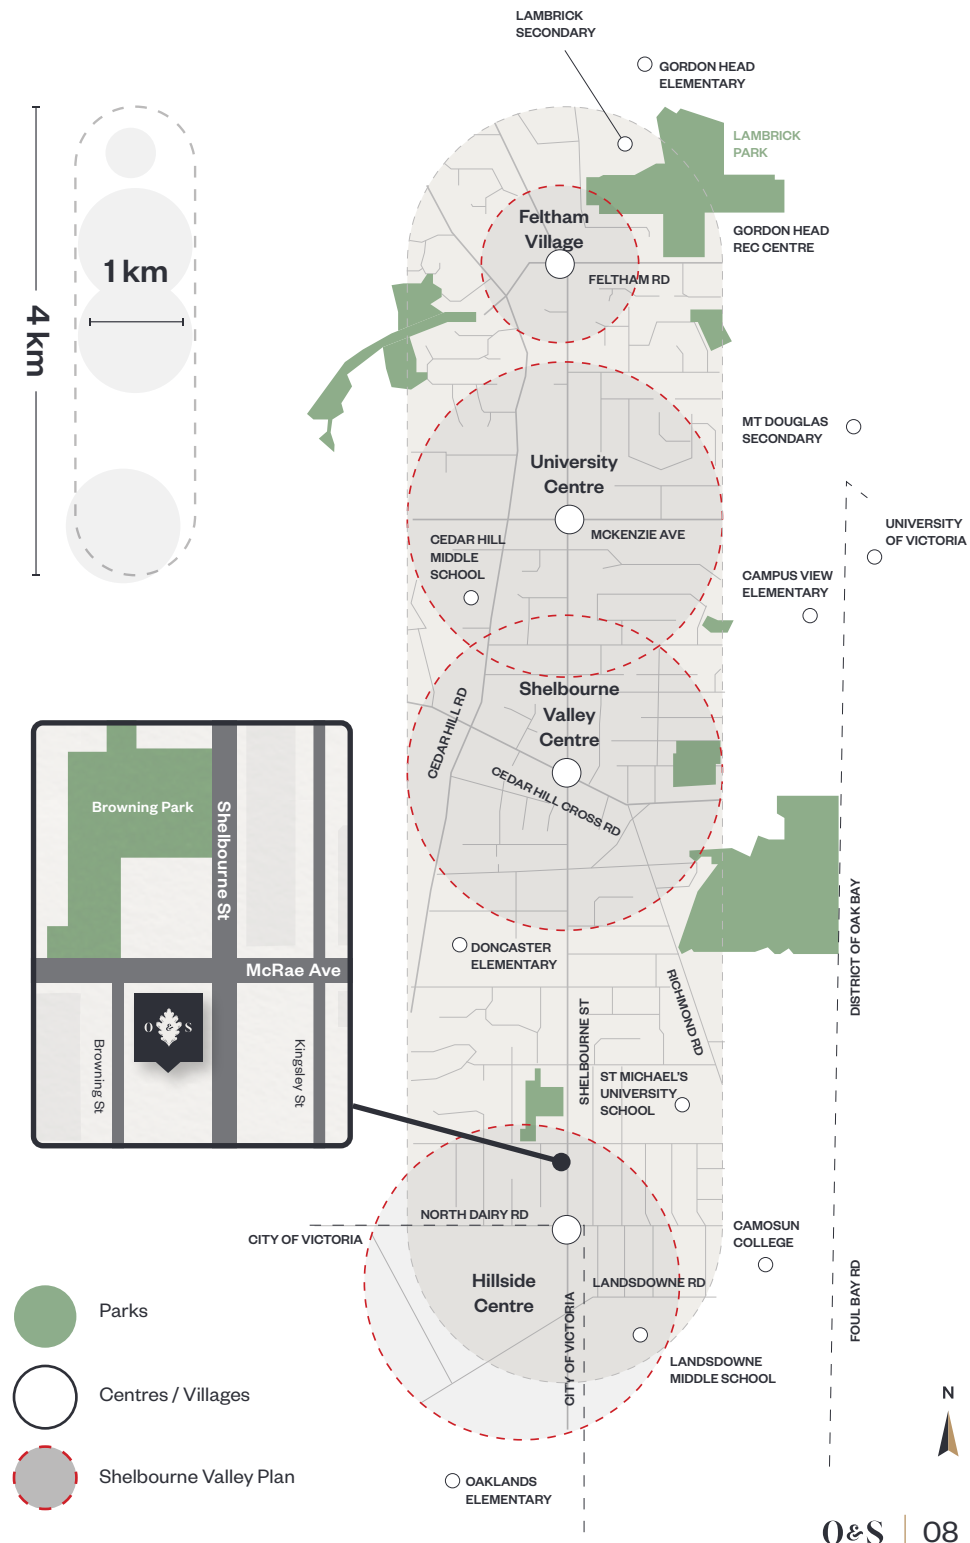 LAMBRICK
SECONDARY
GORDON HEAD
ELEMENTARY
LAMBRICK
PARK
GORDON HEAD
REC CENTRE
Feltham
Village
FELTHAM RD
1 km
4 km
MT DOUGLAS
SECONDARY
University
Centre
MCKENZIE AVE
UNIVERSITY
OF VICTORIA
CEDAR HILL
MIDDLE
SCHOOL
CAMPUS VIEW
ELEMENTARY
Shelbourne
Valley
Centre
CEDAR HILL RD
CEDAR HILL CROSS RD
Browning Park
Shelbourne St
McRae Ave
O & S
Browning St
Kingsley St
DONCASTER
ELEMENTARY
DISTRICT OF OAK BAY
RICHMOND RD
SHELBOURNE ST
ST MICHAEL'S
UNIVERSITY
SCHOOL
NORTH DAIRY RD
CITY OF VICTORIA
CAMOSUN
COLLEGE
Hillside
Centre
LANDSDOWNE RD
CITY OF VICTORIA
FOUL BAY RD
LANDSDOWNE
MIDDLE SCHOOL
OAKLANDS
ELEMENTARY
Parks
Centres / Villages
Shelbourne Valley Plan
N
O&S | 08